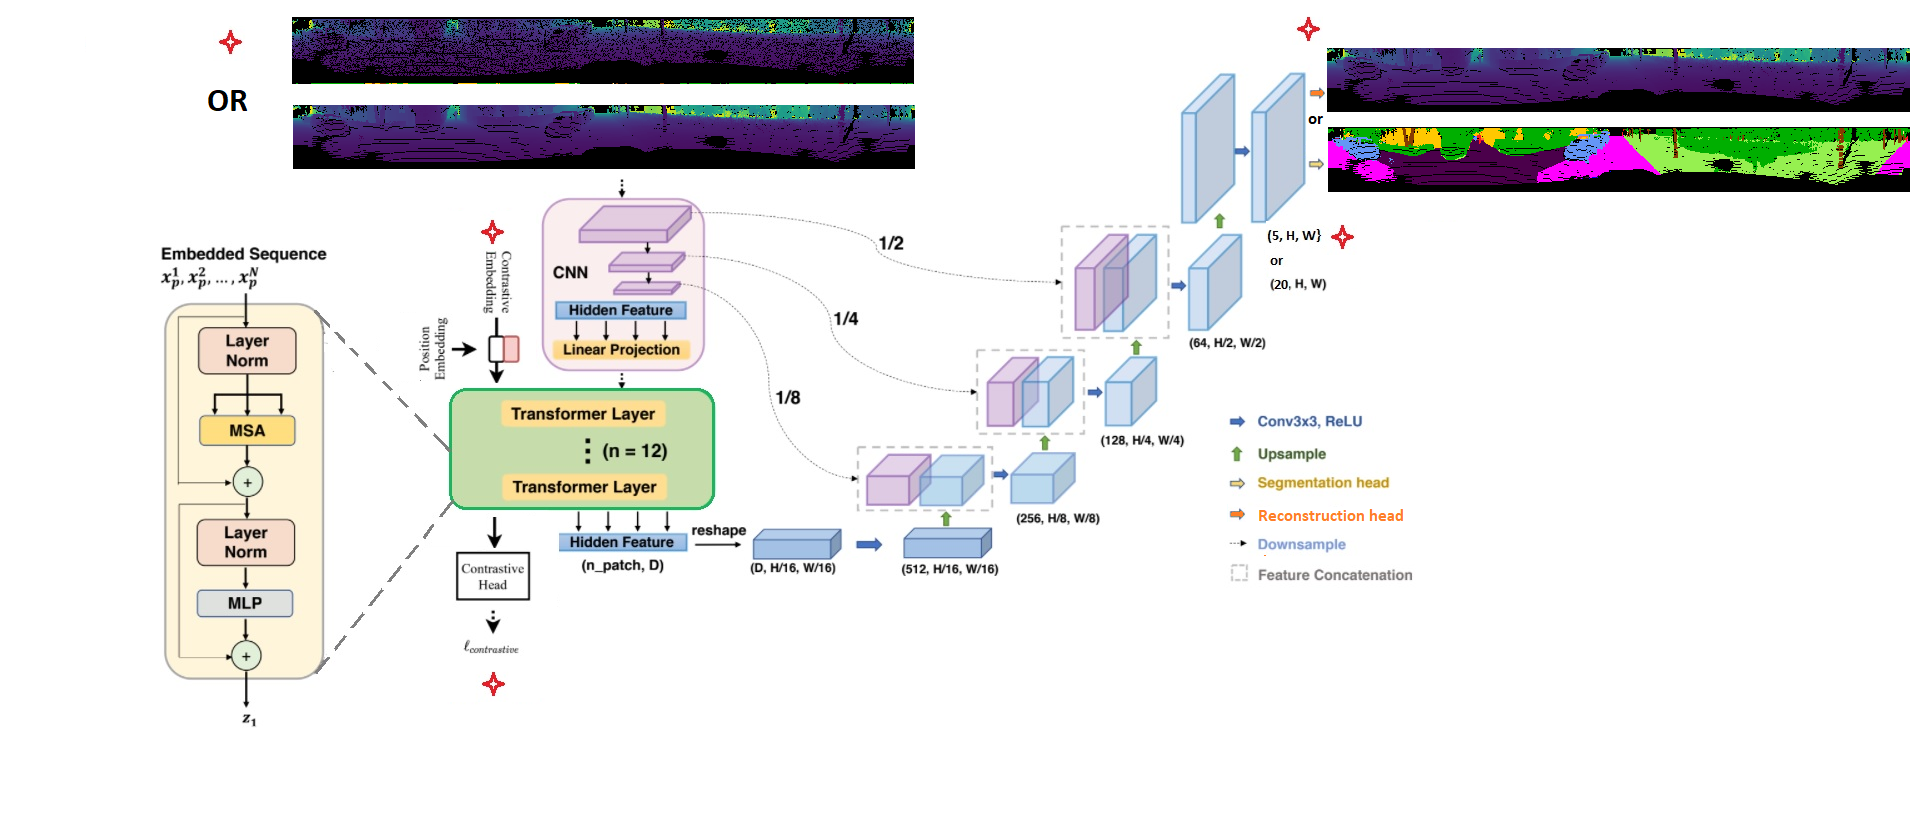 OR
or
(5, H, W}
or
(20, H, W)
Embedded Sequence
x_p^1, x_p^2, ..., x_p^N
Layer
Norm
MSA
+
Layer
Norm
MLP
+
z_1
Contrastive
Embedding
Position
Embedding
CNN
Hidden Feature
Linear Projection
Transformer Layer
(n = 12)
Transformer Layer
Contrastive
Head
ℓ_contrastive
Hidden Feature
(n_patch, D)
reshape
(D, H/16, W/16)
(512, H/16, W/16)
1/2
1/4
1/8
(256, H/8, W/8)
(128, H/4, W/4)
(64, H/2, W/2)
Conv3x3, ReLU
Upsample
Segmentation head
Reconstruction head
Downsample
Feature Concatenation